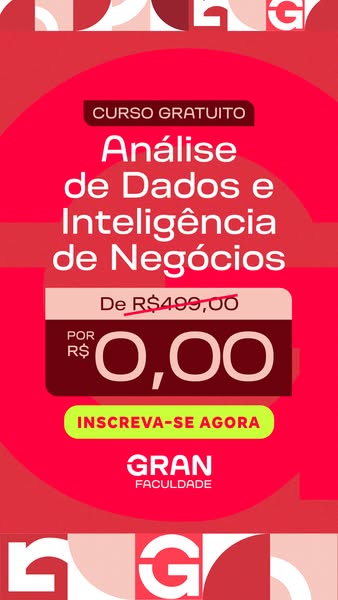 CURSO GRATUITO
Análise
de Dados e
Inteligência
de Negócios
De R$499,00
POR
R$ 0,00
INSCREVA-SE AGORA
GRAN
FACULDADE